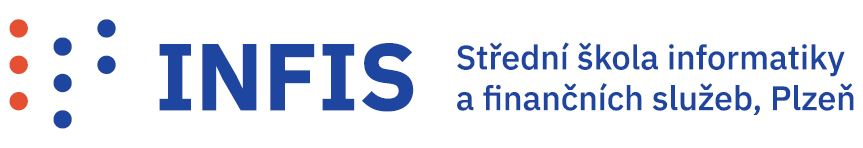 INFIS
Střední škola informatiky
a finančních služeb, Plzeň